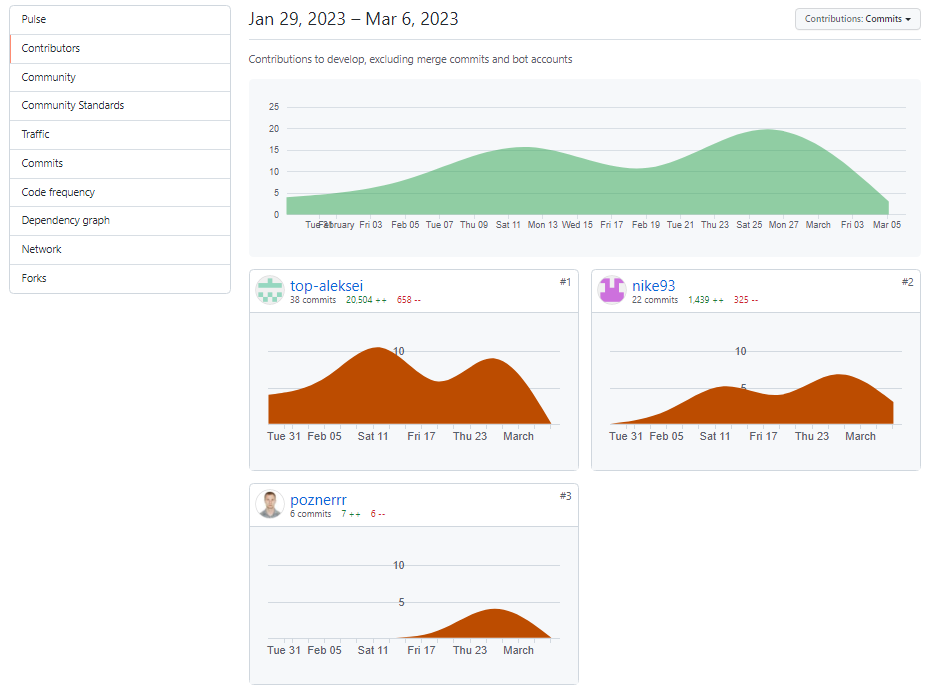 Pulse
Contributors
Community
Community Standards
Traffic
Commits
Code frequency
Dependency graph
Network
Forks
Jan 29, 2023 – Mar 6, 2023
Contributions: Commits
Contributions to develop, excluding merge commits and bot accounts
25
20
15
10
5
0
Tue 31 February Fri 03 Feb 05 Tue 07 Thu 09 Sat 11 Mon 13 Wed 15 Fri 17 Feb 19 Tue 21 Thu 23 Sat 25 Mon 27 March Fri 03 Mar 05
top-aleksei #1
38 commits 20,504 ++ 658 --
10
Tue 31 Feb 05 Sat 11 Fri 17 Thu 23 March
nike93 #2
22 commits 1,439 ++ 325 --
10
5
Tue 31 Feb 05 Sat 11 Fri 17 Thu 23 March
poznerrr #3
6 commits 7 ++ 6 --
10
5
Tue 31 Feb 05 Sat 11 Fri 17 Thu 23 March